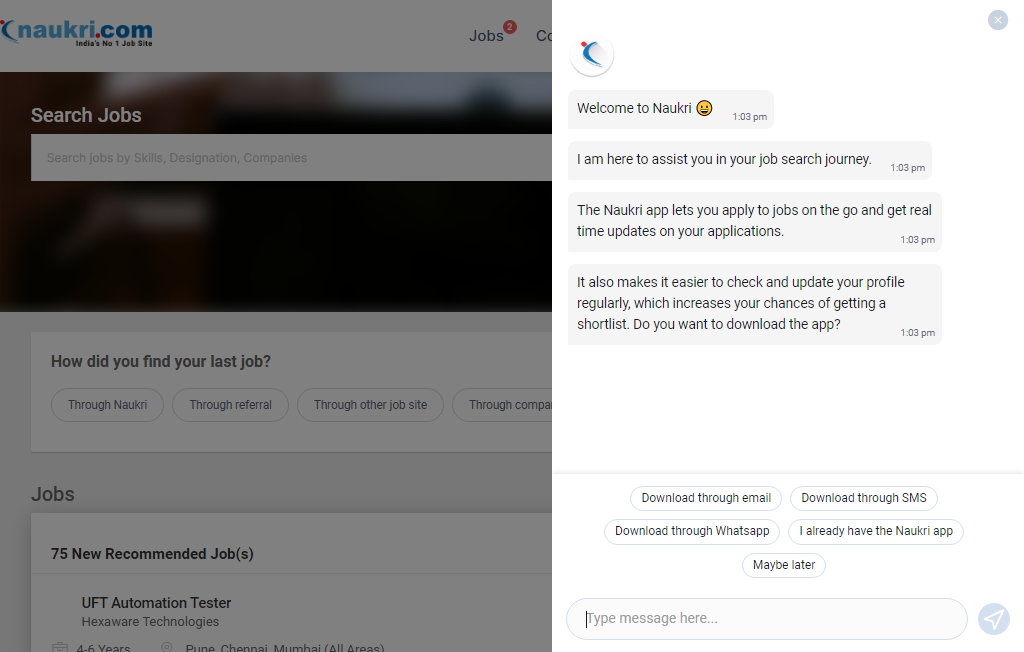 naukri.com
India's No 1 Job Site
Jobs
2
Search Jobs
Search jobs by Skills, Designation, Companies
How did you find your last job?
Through Naukri
Through referral
Through other job site
Through
Jobs
75 New Recommended Job(s)
UFT Automation Tester
Hexaware Technologies
4-6 Years
Pune, Chennai, Mumbai (All Areas)
Welcome to Naukri 😀
1:03 pm
I am here to assist you in your job search journey.
1:03 pm
The Naukri app lets you apply to jobs on the go and get real
time updates on your applications.
1:03 pm
It also makes it easier to check and update your profile
regularly, which increases your chances of getting a
shortlist. Do you want to download the app?
1:03 pm
Download through email
Download through SMS
Download through Whatsapp
I already have the Naukri app
Maybe later
Type message here...